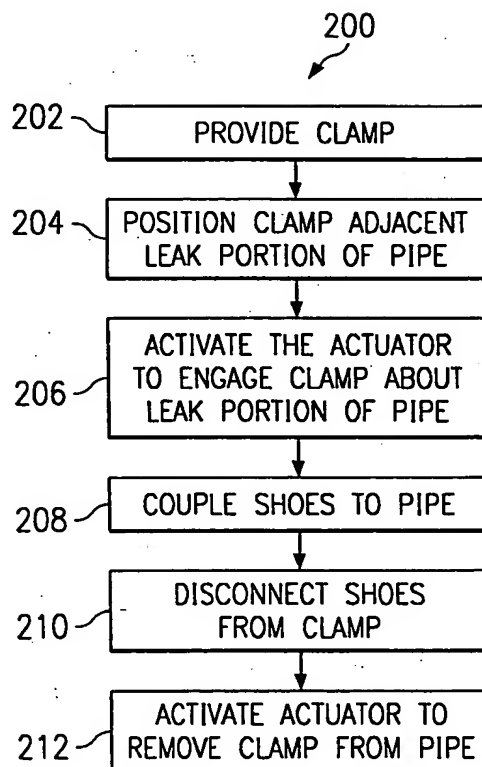 200
202
PROVIDE CLAMP
204
POSITION CLAMP ADJACENT
LEAK PORTION OF PIPE
206
ACTIVATE THE ACTUATOR
TO ENGAGE CLAMP ABOUT
LEAK PORTION OF PIPE
208
COUPLE SHOES TO PIPE
210
DISCONNECT SHOES
FROM CLAMP
212
ACTIVATE ACTUATOR TO
REMOVE CLAMP FROM PIPE